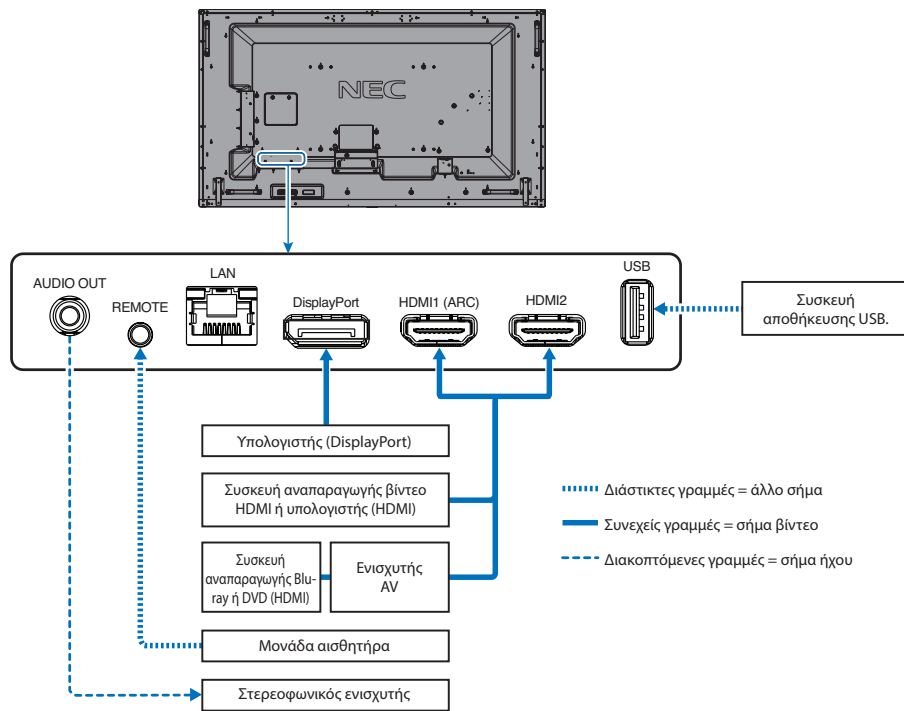 NEC
AUDIO OUT
REMOTE
LAN
DisplayPort
HDMI1 (ARC)
HDMI2
USB
Συσκευή
αποθήκευσης USB.
Υπολογιστής (DisplayPort)
Συσκευή αναπαραγωγής βίντεο
HDMI ή υπολογιστής (HDMI)
Συσκευή
αναπαραγωγής Blu-
ray ή DVD (HDMI)
Ενισχυτής
AV
Μονάδα αισθητήρα
Στερεοφωνικός ενισχυτής
Διάστικτες γραμμές = άλλο σήμα
Συνεχείς γραμμές = σήμα βίντεο
Διακοπτόμενες γραμμές = σήμα ήχου